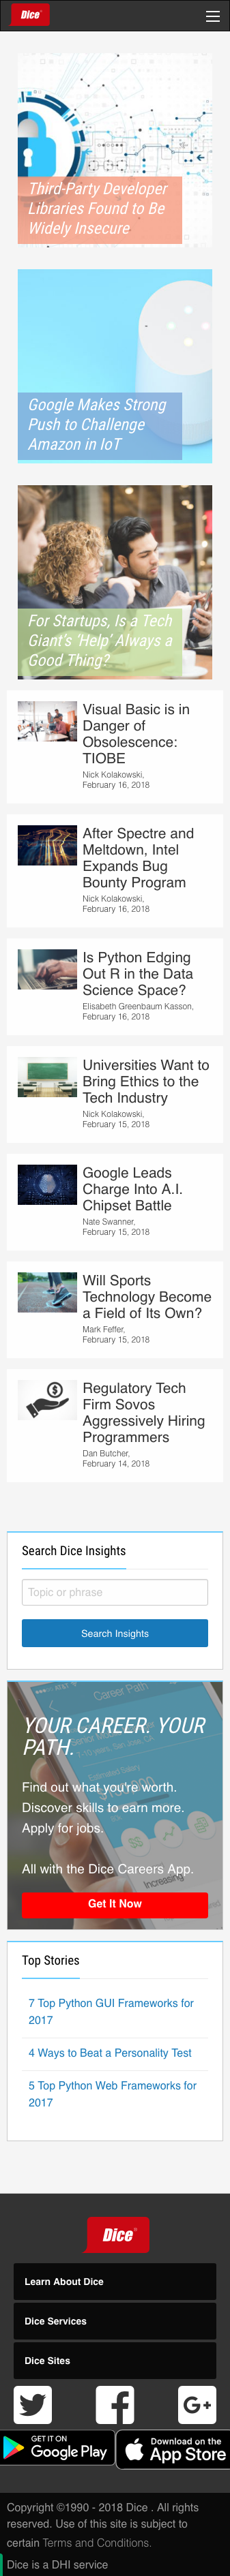 Dice
Third-Party Developer
Libraries Found to Be
Widely Insecure
Google Makes Strong
Push to Challenge
Amazon in IoT
For Startups, Is a Tech
Giant's 'Help' Always a
Good Thing?
Visual Basic is in
Danger of
Obsolescence:
TIOBE
Nick Kolakowski,
February 16, 2018
After Spectre and
Meltdown, Intel
Expands Bug
Bounty Program
Nick Kolakowski,
February 16, 2018
Is Python Edging
Out R in the Data
Science Space?
Elisabeth Greenbaum Kasson,
February 16, 2018
Universities Want to
Bring Ethics to the
Tech Industry
Nick Kolakowski,
February 15, 2018
Google Leads
Charge Into A.I.
Chipset Battle
Nate Swanner,
February 15, 2018
Will Sports
Technology Become
a Field of Its Own?
Mark Feffer,
February 15, 2018
Regulatory Tech
Firm Sovos
Aggressively Hiring
Programmers
Dan Butcher,
February 14, 2018
Search Dice Insights
Topic or phrase
Search Insights
Career Path
YOUR CAREER. YOUR
PATH.
Find out what you're worth.
Discover skills to earn more.
Apply for jobs.
All with the Dice Careers App.
Get It Now
Top Stories
7 Top Python GUI Frameworks for
2017
4 Ways to Beat a Personality Test
5 Top Python Web Frameworks for
2017
Dice
Learn About Dice
Dice Services
Dice Sites
GET IT ON
Google Play
Download on the
App Store
Copyright ©1990 - 2018 Dice . All rights
reserved. Use of this site is subject to
certain Terms and Conditions.
Dice is a DHI service